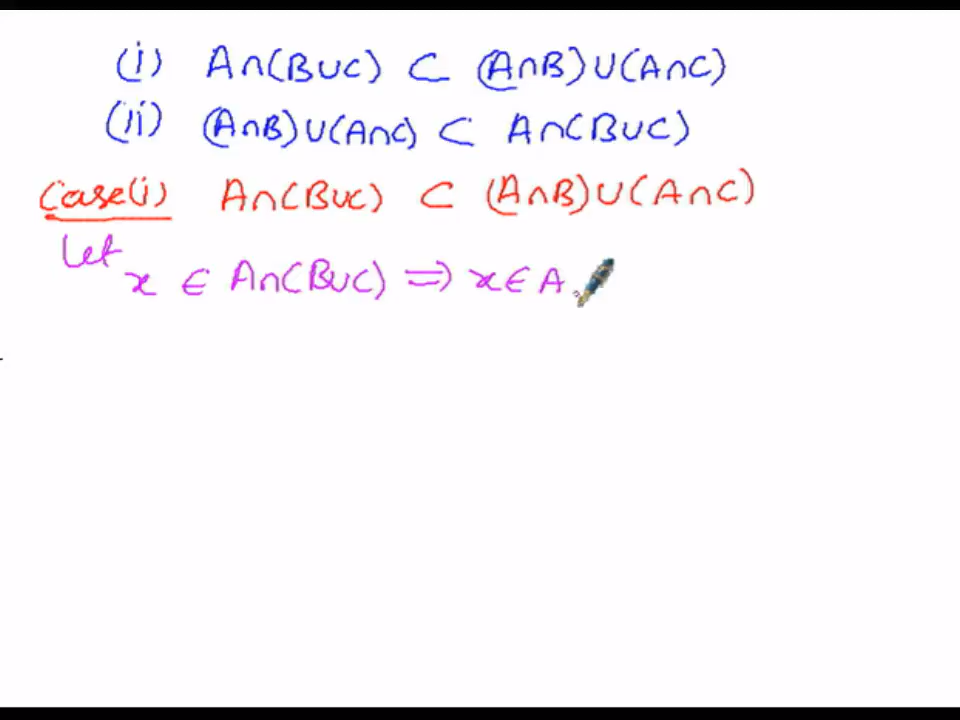 (i) A∩(B∪C) ⊂ (A∩B)∪(A∩C)
(ii) (A∩B)∪(A∩C) ⊂ A∩(B∪C)
Case(i) A∩(B∪C) ⊂ (A∩B)∪(A∩C)
Let
x ∈ A∩(B∪C) ⇒ x∈A